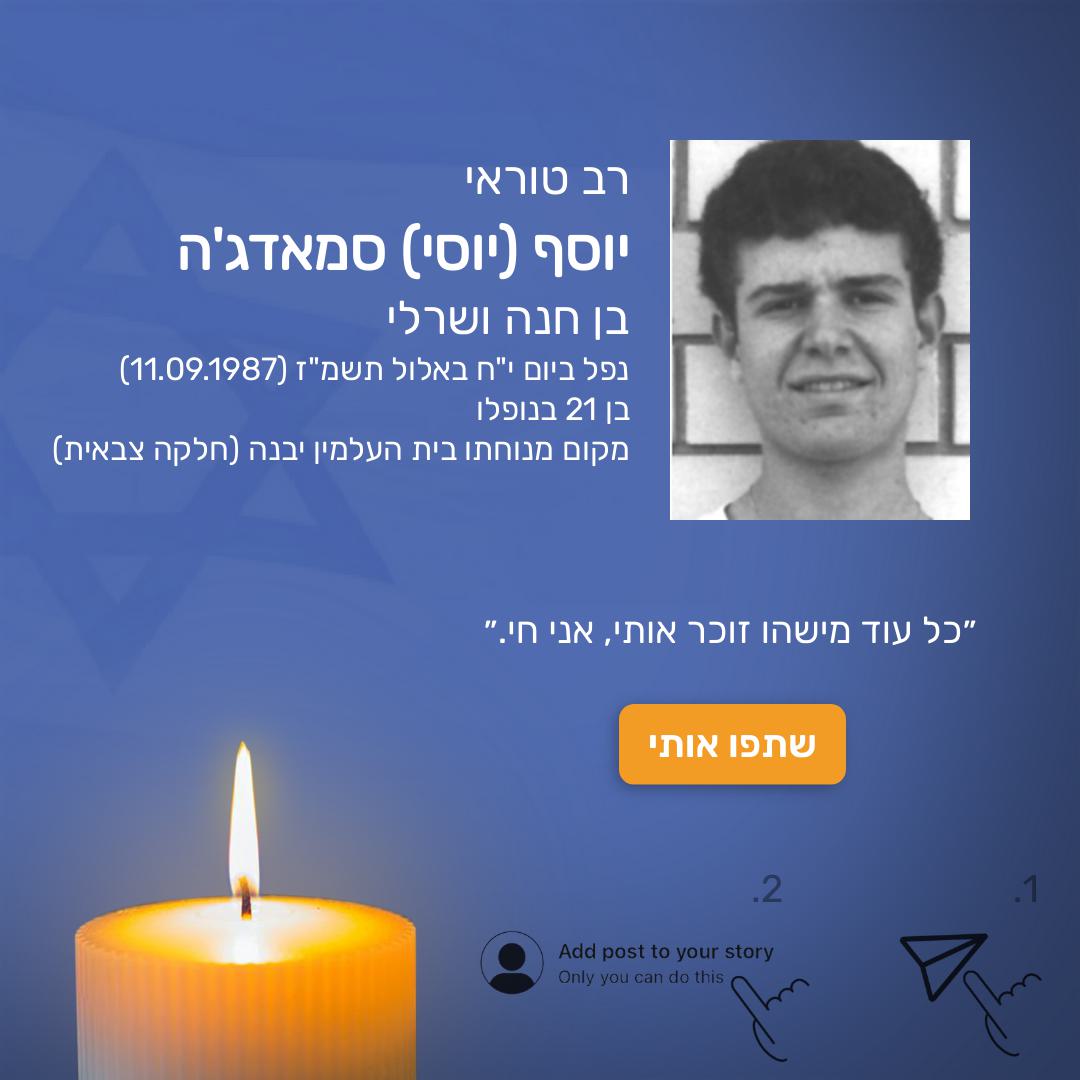 רב טוראי
יוסף (יוסי) סמאדג'ה
בן חנה ושרלי
נפל ביום י"ח באלול תשמ"ז (11.09.1987)
בן 21 בנופלו
מקום מנוחתו בית העלמין יבנה (חלקה צבאית)
״כל עוד מישהו זוכר אותי, אני חי.״
שתפו אותי
1.
2.
Add post to your story
Only you can do this